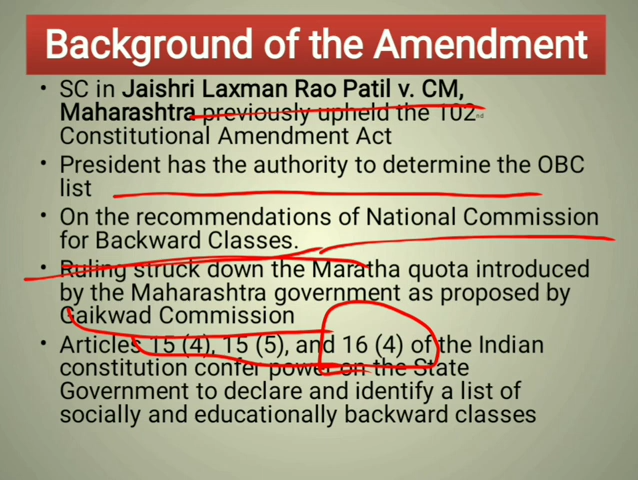 Background of the Amendment
• SC in Jaishri Laxman Rao Patil v. CM,
Maharashtra previously upheld the 102nd
Constitutional Amendment Act
• President has the authority to determine the OBC
list
• On the recommendations of National Commission
for Backward Classes.
• Ruling struck down the Maratha quota introduced
by the Maharashtra government as proposed by
Gaikwad Commission
• Articles 15 (4), 15 (5), and 16 (4) of the Indian
constitution confer power on the State
Government to declare and identify a list of
socially and educationally backward classes